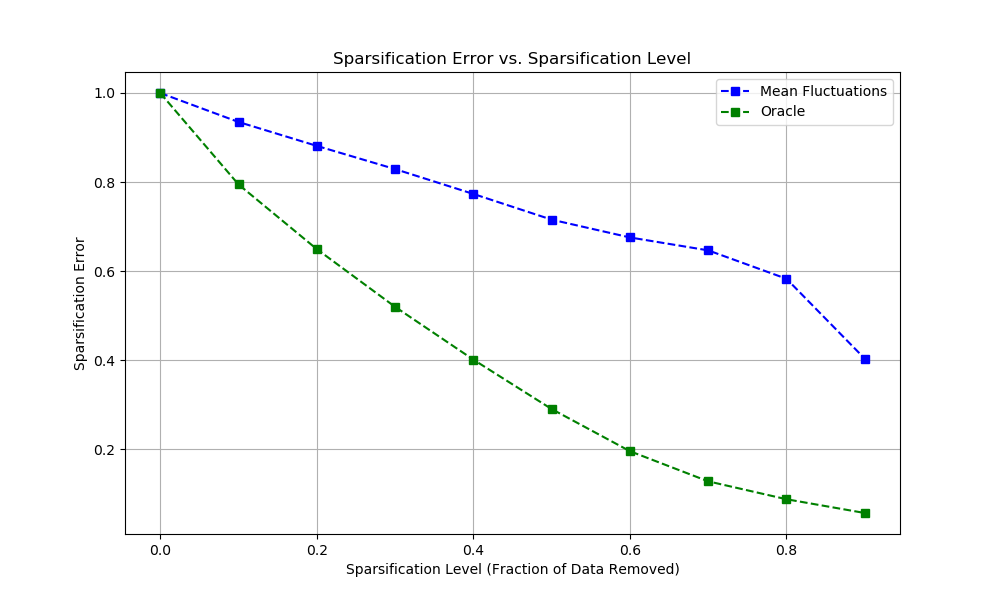 Sparsification Error vs. Sparsification Level
Mean Fluctuations
Oracle
Sparsification Error
1.0
0.8
0.6
0.4
0.2
0.0
0.2
0.4
0.6
0.8
Sparsification Level (Fraction of Data Removed)